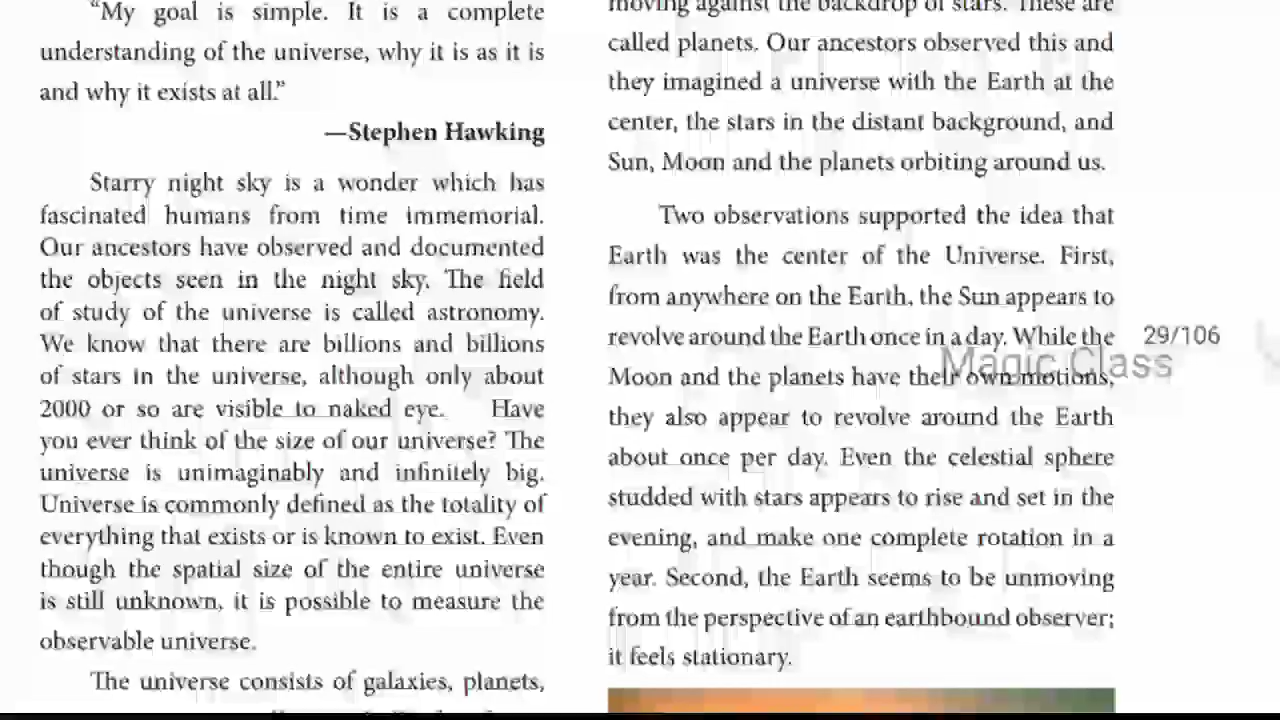 “My goal is simple. It is a complete
understanding of the universe, why it is as it is
and why it exists at all.”
—Stephen Hawking
Starry night sky is a wonder which has
fascinated humans from time immemorial.
Our ancestors have observed and documented
the objects seen in the night sky. The field
of study of the universe is called astronomy.
We know that there are billions and billions
of stars in the universe, although only about
2000 or so are visible to naked eye. Have
you ever think of the size of our universe? The
universe is unimaginably and infinitely big.
Universe is commonly defined as the totality of
everything that exists or is known to exist. Even
though the spatial size of the entire universe
is still unknown, it is possible to measure the
observable universe.
The universe consists of galaxies, planets,
moving against the backdrop of stars. These are
called planets. Our ancestors observed this and
they imagined a universe with the Earth at the
center, the stars in the distant background, and
Sun, Moon and the planets orbiting around us.
Two observations supported the idea that
Earth was the center of the Universe. First,
from anywhere on the Earth, the Sun appears to
revolve around the Earth once in a day. While the
Moon and the planets have their own motions,
they also appear to revolve around the Earth
about once per day. Even the celestial sphere
studded with stars appears to rise and set in the
evening, and make one complete rotation in a
year. Second, the Earth seems to be unmoving
from the perspective of an earthbound observer;
it feels stationary.
29/106
Magic Class